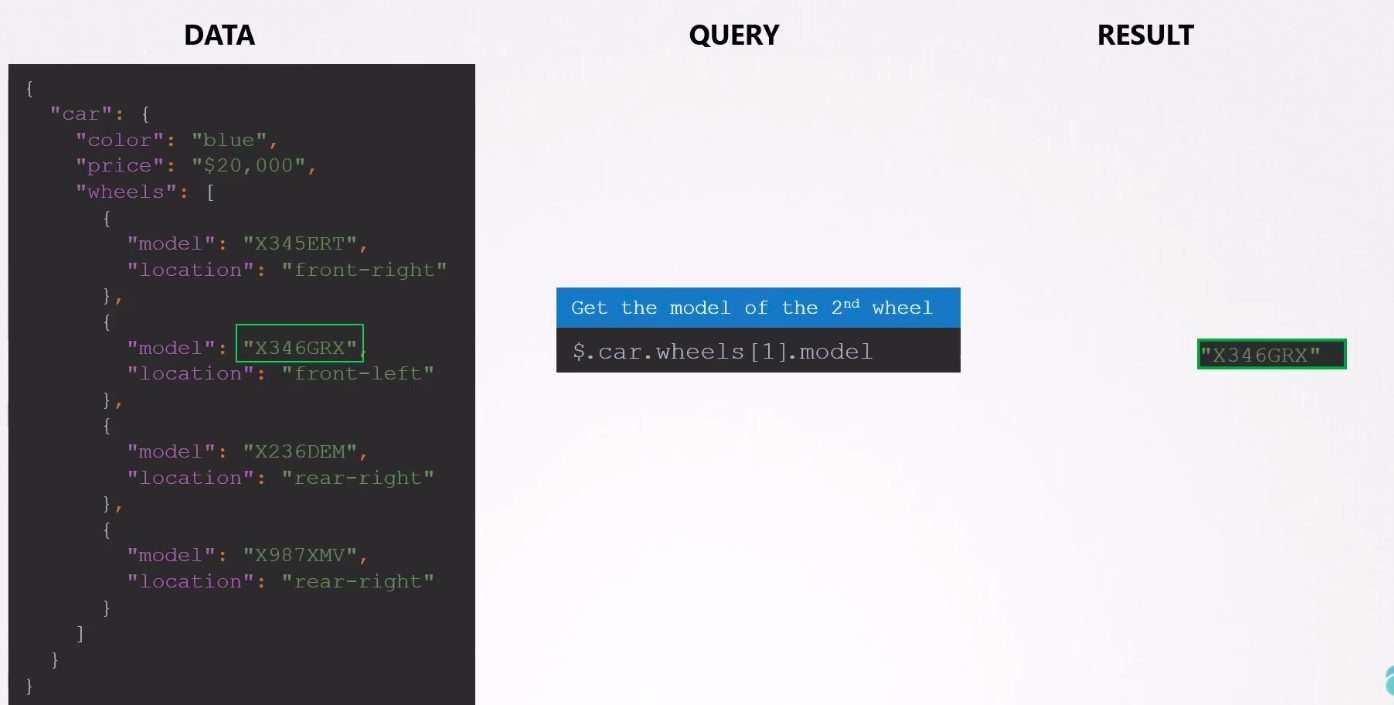 DATA
{
"car": {
"color": "blue",
"price": "$20,000",
"wheels": [
{
"model": "X345ERT",
"location": "front-right"
},
{
"model": "X346GRX",
"location": "front-left"
},
{
"model": "X236DEM",
"location": "rear-right"
},
{
"model": "X987XMV",
"location": "rear-right"
}
]
}
}
QUERY
Get the model of the 2nd wheel
$.car.wheels[1].model
RESULT
"X346GRX"